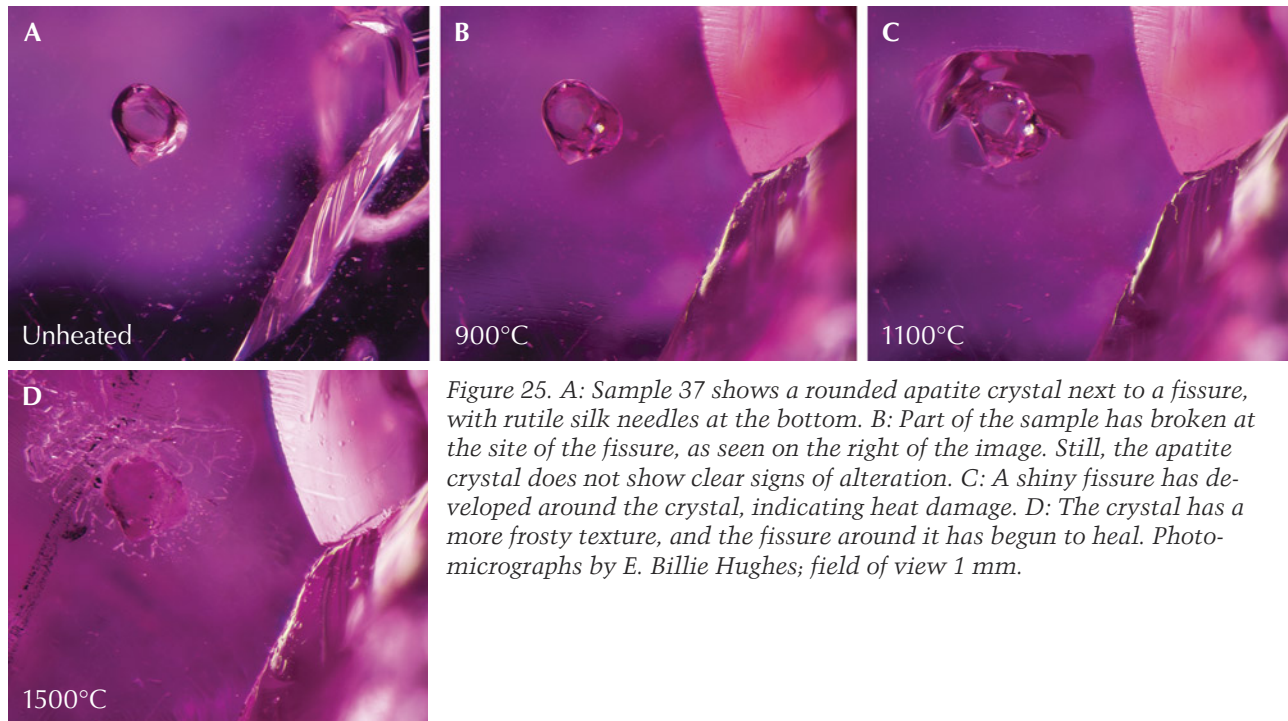 A
Unheated
B
900°C
C
1100°C
D
1500°C
Figure 25. A: Sample 37 shows a rounded apatite crystal next to a fissure,
with rutile silk needles at the bottom. B: Part of the sample has broken at
the site of the fissure, as seen on the right of the image. Still, the apatite
crystal does not show clear signs of alteration. C: A shiny fissure has de-
veloped around the crystal, indicating heat damage. D: The crystal has a
more frosty texture, and the fissure around it has begun to heal. Photo-
micrographs by E. Billie Hughes; field of view 1 mm.